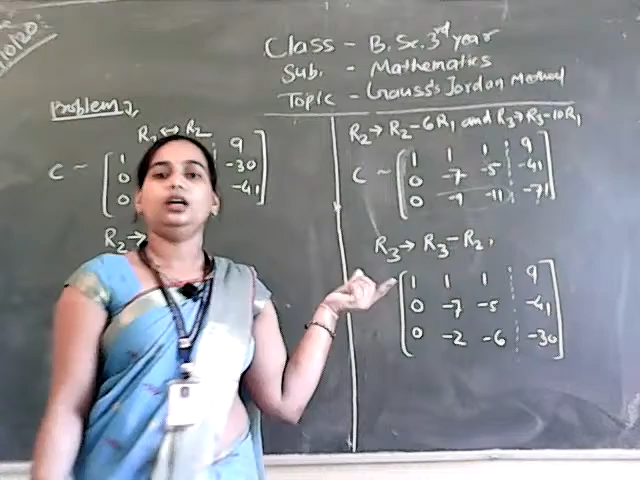 10/20
Class - B.Sc. 3rd year
Sub. - Mathematics
Topic - Gauss's Jordan Method
Problem
R2
C ~ 1 9
0 -30
0 -41
R2 →
R2 → R2-6R1 and R3 → R3-10R1
C ~ 1 1 1 9
0 -7 -5 -41
0 -9 -11 -71
R3 → R3-R2,
1 1 1 9
0 -7 -5 -41
0 -2 -6 -30